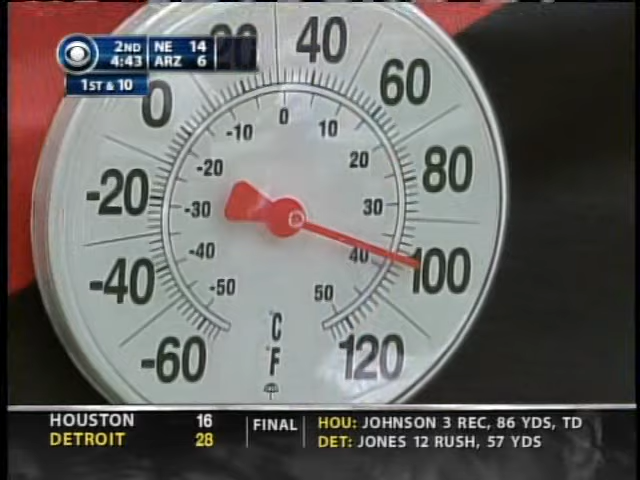 2ND NE 14
4:43 ARZ 6
1ST & 10
20 40
0 60
-20 80
-40 100
-60 120
0
-10 10
-20 20
-30 30
-40 40
-50 50
°C
°F
HOUSTON 16 FINAL HOU: JOHNSON 3 REC, 86 YDS, TD
DETROIT 28 DET: JONES 12 RUSH, 57 YDS